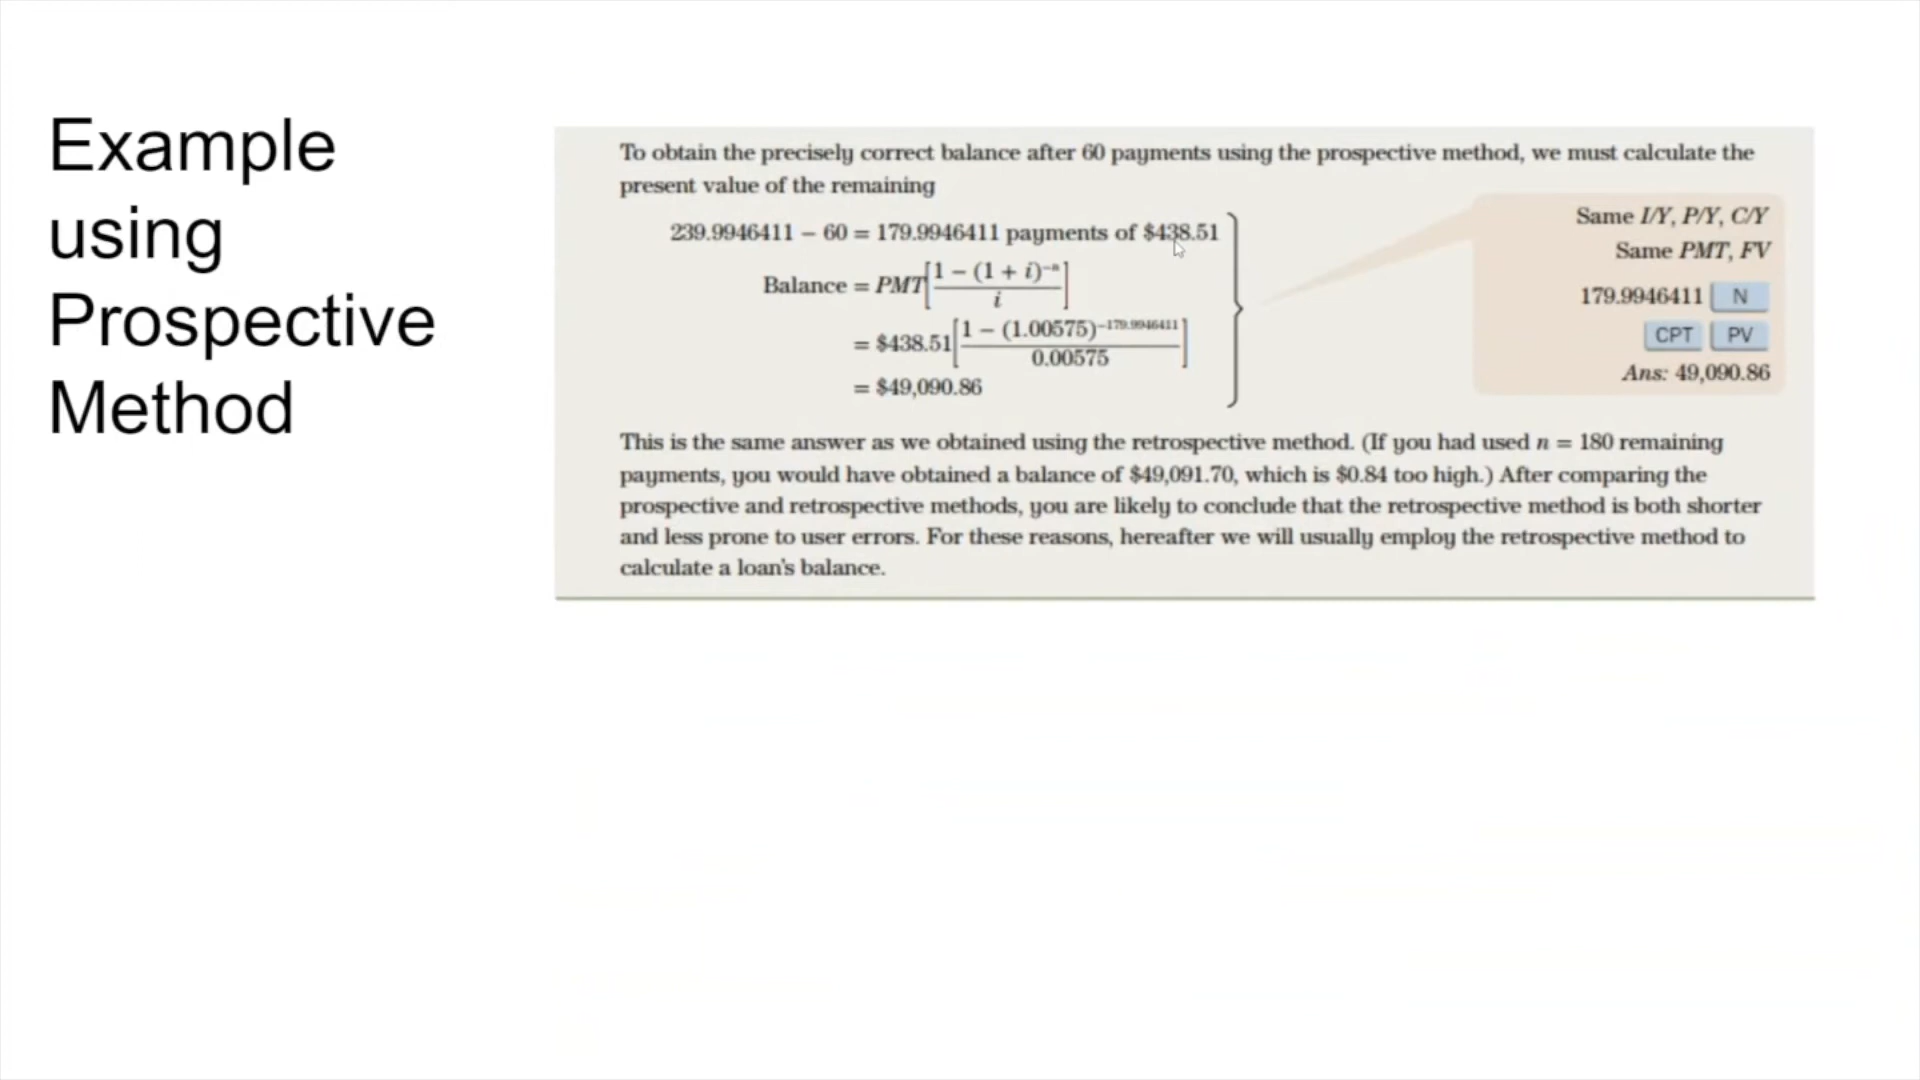 Example
using
Prospective
Method
To obtain the precisely correct balance after 60 payments using the prospective method, we must calculate the
present value of the remaining
239.9946411 − 60 = 179.9946411 payments of $438.51
Balance = PMT[(1 − (1 + i)^−n)/i]
= $438.51[(1 − (1.00575)^−179.9946411)/0.00575]
= $49,090.86
Same I/Y, P/Y, C/Y
Same PMT, FV
179.9946411 N
CPT PV
Ans: 49,090.86
This is the same answer as we obtained using the retrospective method. (If you had used n = 180 remaining
payments, you would have obtained a balance of $49,091.70, which is $0.84 too high.) After comparing the
prospective and retrospective methods, you are likely to conclude that the retrospective method is both shorter
and less prone to user errors. For these reasons, hereafter we will usually employ the retrospective method to
calculate a loan's balance.